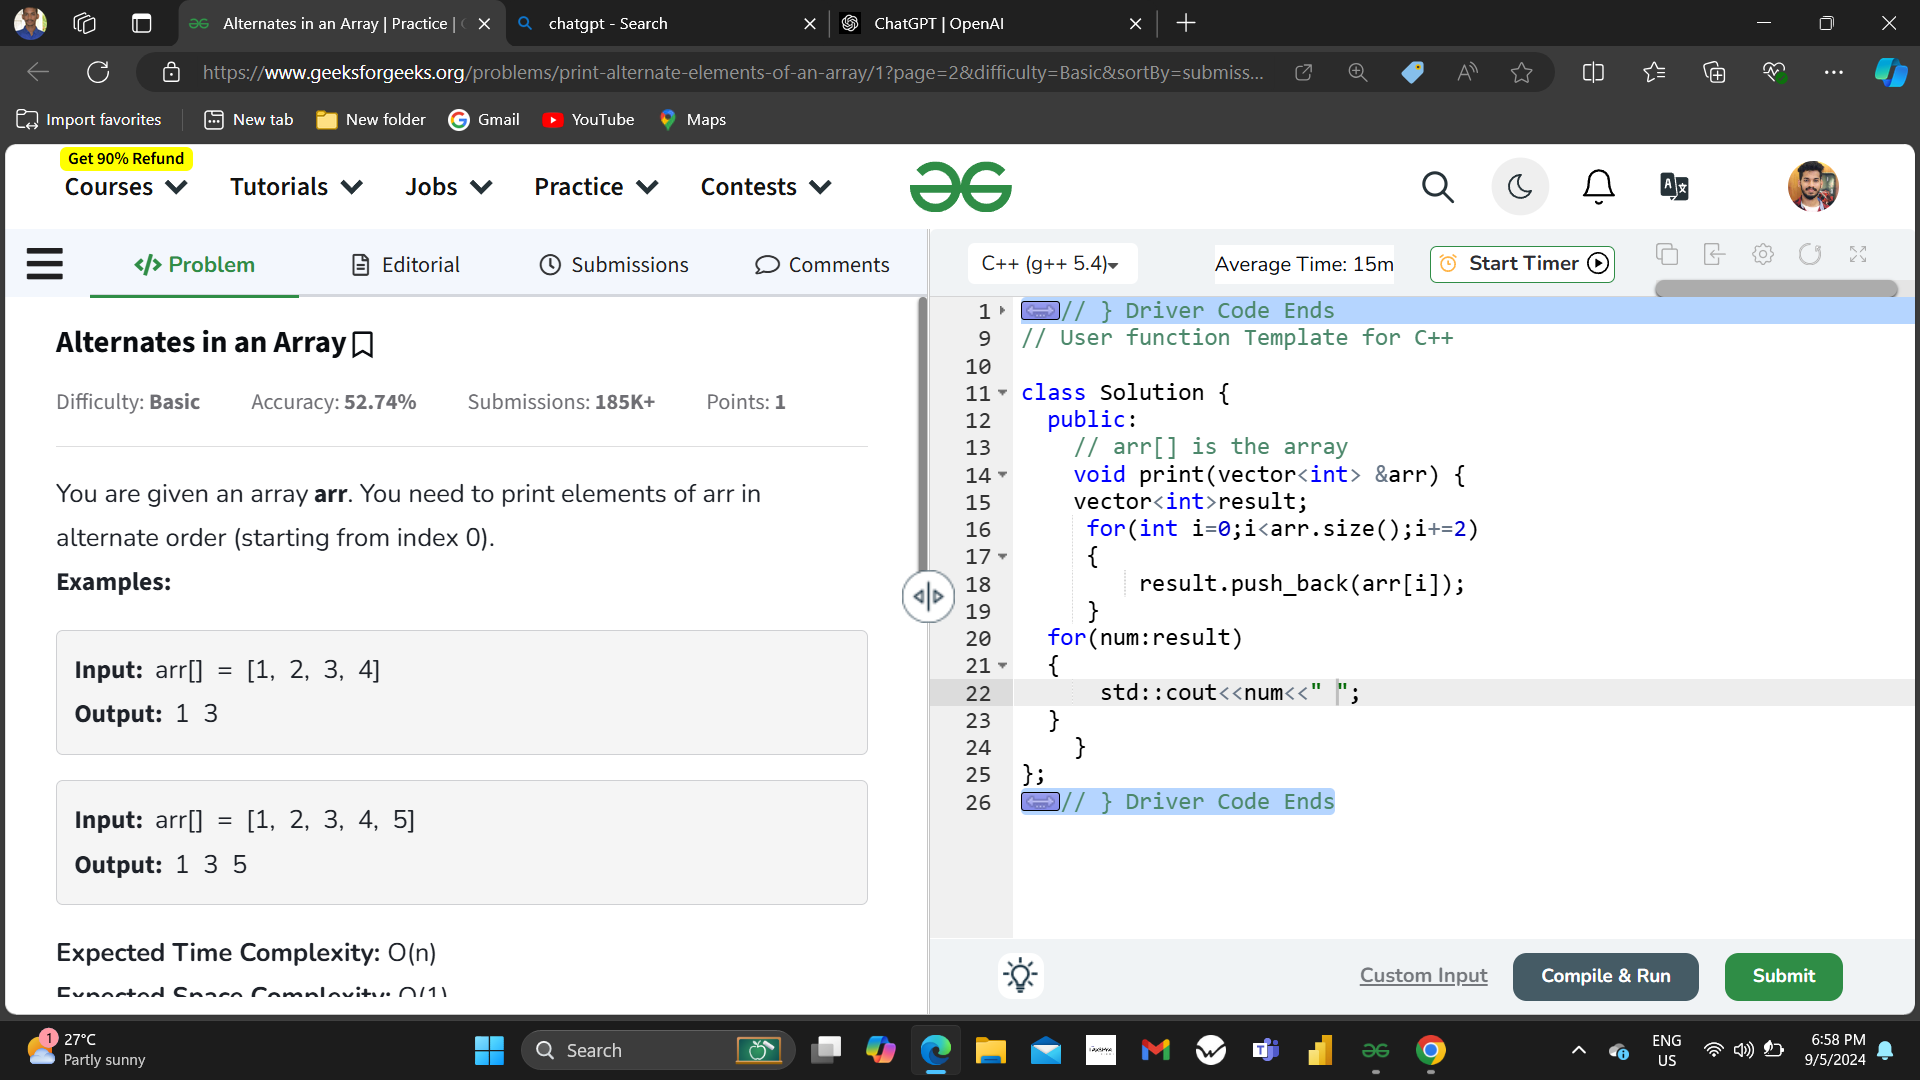 Alternates in an Array | Practice |
chatgpt - Search
ChatGPT | OpenAI
https://www.geeksforgeeks.org/problems/print-alternate-elements-of-an-array/1?page=2&difficulty=Basic&sortBy=submiss...
Import favorites
New tab
New folder
Gmail
YouTube
Maps
Get 90% Refund
Courses
Tutorials
Jobs
Practice
Contests
Problem
Editorial
Submissions
Comments
C++ (g++ 5.4)
Average Time: 15m
Start Timer
Alternates in an Array
Difficulty: Basic Accuracy: 52.74% Submissions: 185K+ Points: 1
You are given an array arr. You need to print elements of arr in
alternate order (starting from index 0).
Examples:
Input: arr[] = [1, 2, 3, 4]
Output: 1 3
Input: arr[] = [1, 2, 3, 4, 5]
Output: 1 3 5
Expected Time Complexity: O(n)
Expected Space Complexity: O(1)
1 // } Driver Code Ends
9 // User function Template for C++
10
11 class Solution {
12 public:
13 // arr[] is the array
14 void print(vector<int> &arr) {
15 vector<int>result;
16 for(int i=0;i<arr.size();i+=2)
17 {
18 result.push_back(arr[i]);
19 }
20 for(num:result)
21 {
22 std::cout<<num<<" ";
23 }
24 }
25 };
26 // } Driver Code Ends
Custom Input
Compile & Run
Submit
1
27°C
Partly sunny
Search
ENG
US
6:58 PM
9/5/2024